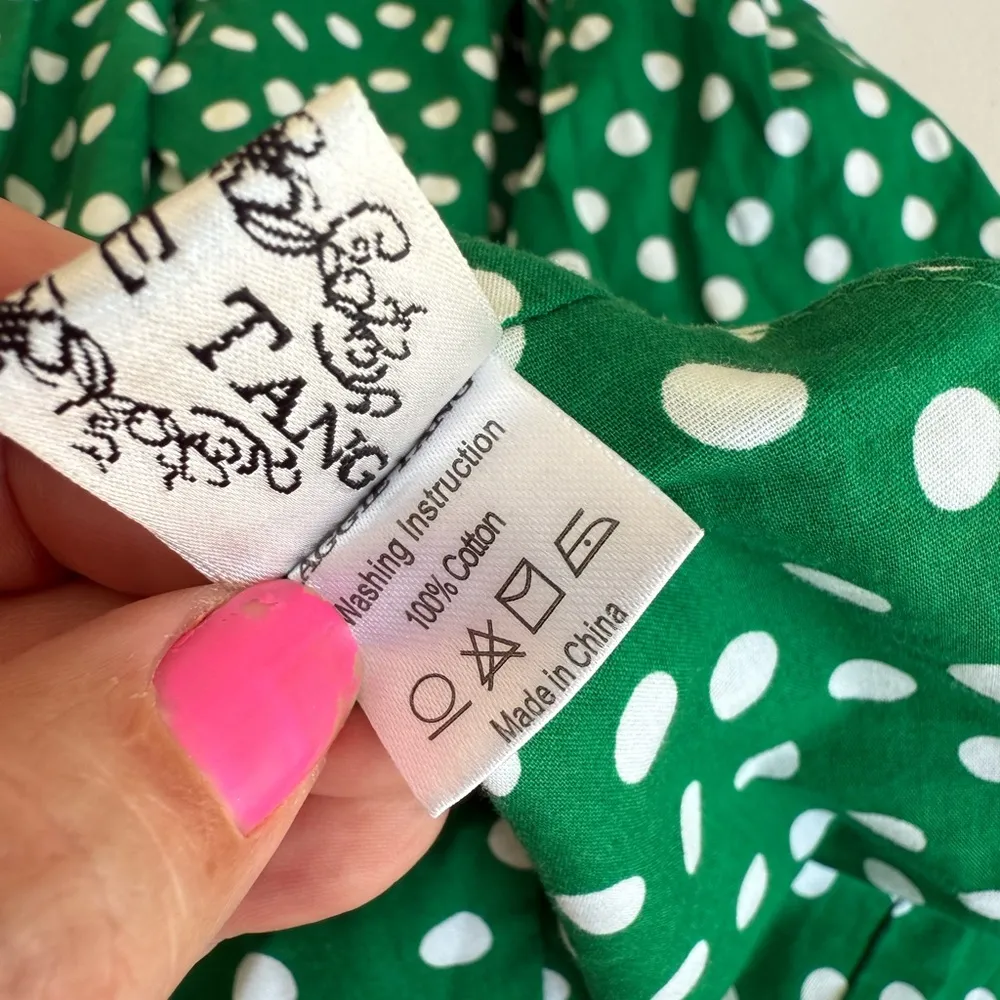 E
TANG
Washing Instruction
100% Cotton
Made in China